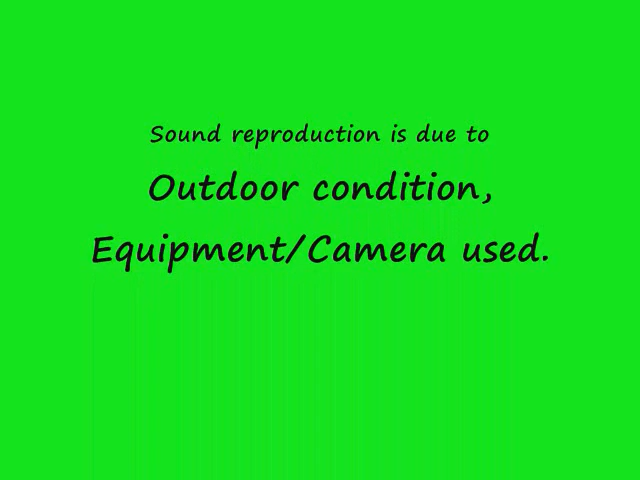 Sound reproduction is due to
Outdoor condition,
Equipment/Camera used.